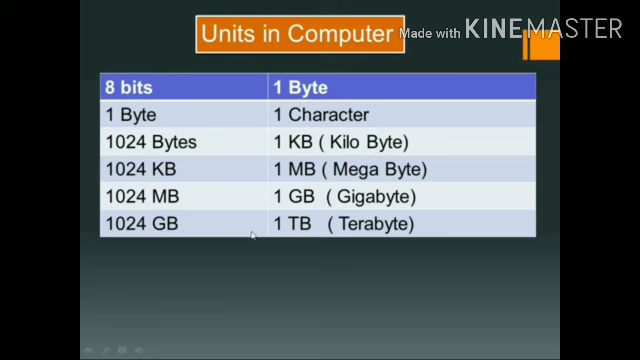 Units in Computer
Made with KINEMASTER
8 bits 1 Byte
1 Byte 1 Character
1024 Bytes 1 KB ( Kilo Byte)
1024 KB 1 MB ( Mega Byte)
1024 MB 1 GB ( Gigabyte)
1024 GB 1 TB ( Terabyte)